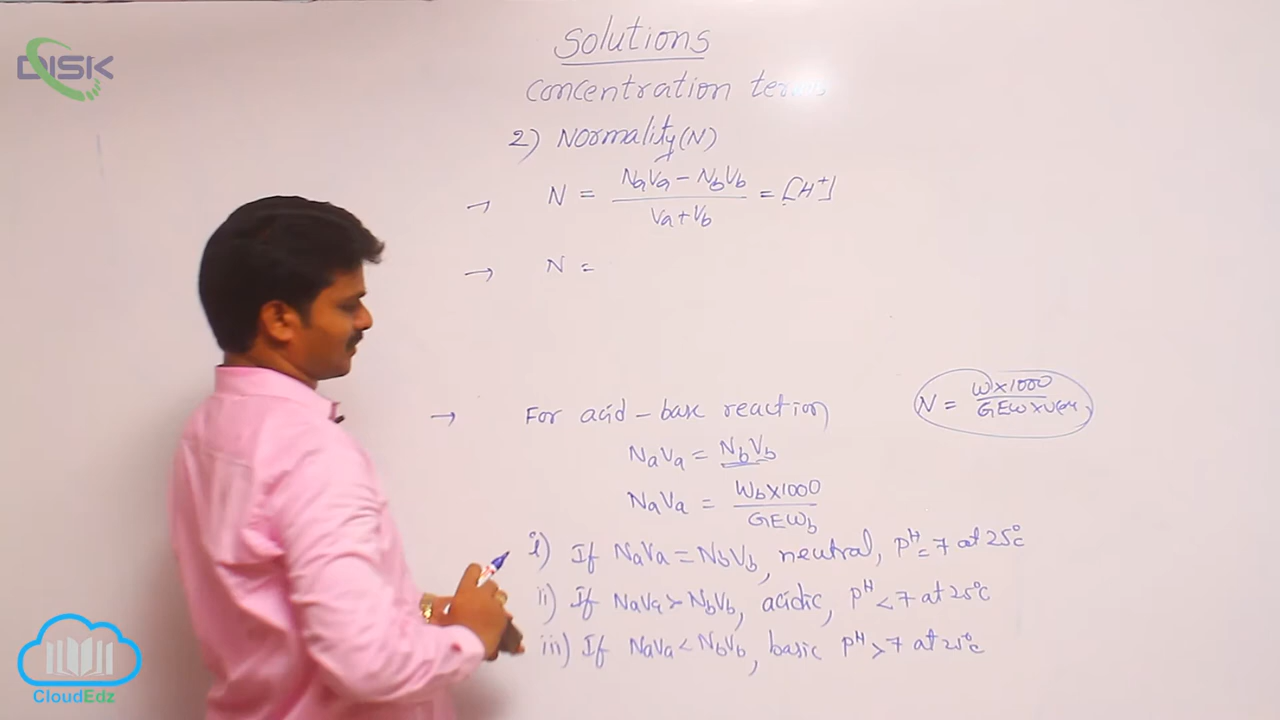 DISK
Solutions
concentration terms
2) Normality(N)
→ N = NaVa - NbVb / Va + Vb = [H+]
→ N =
N = W x 1000 / GEW x V(ml)
→ For acid - base reaction
NaVa = NbVb
NaVa = Wb x 1000 / GEWb
i) If NaVa = NbVb, neutral, pH = 7 at 25°C
ii) If NaVa > NbVb, acidic, pH < 7 at 25°C
iii) If NaVa < NbVb, basic pH > 7 at 25°C
CloudEdz